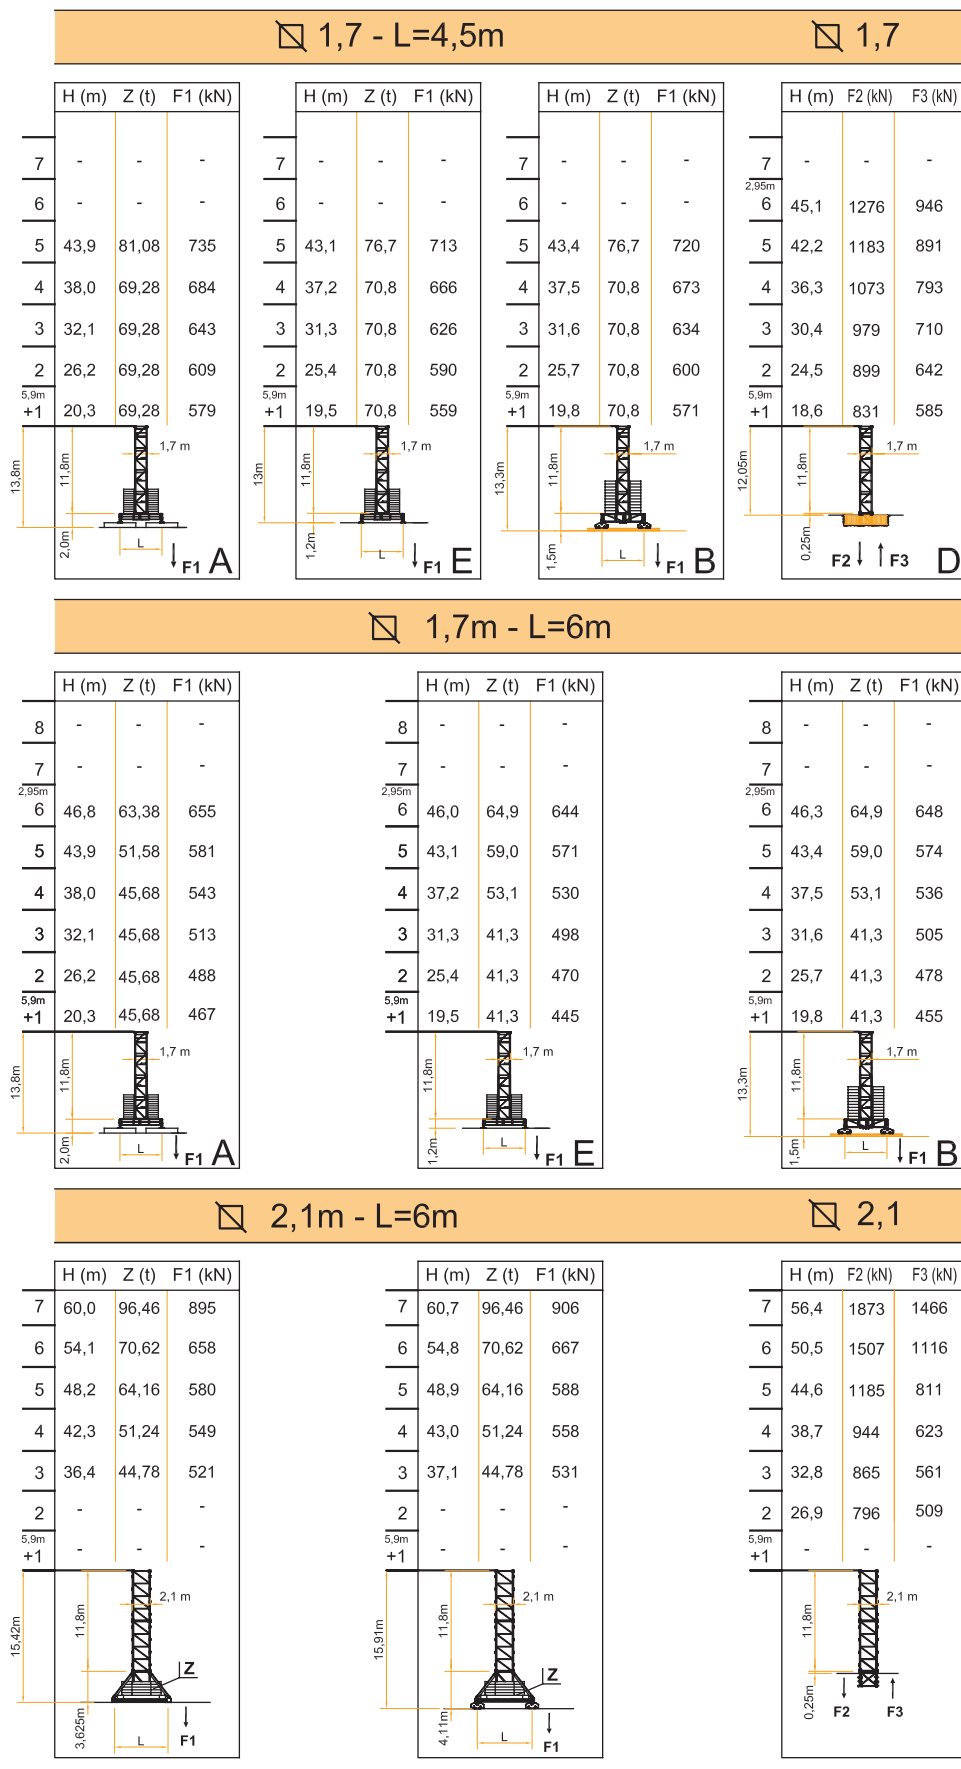 1,7 - L=4,5m
1,7
H (m) Z (t) F1 (kN)
7 - - -
6 - - -
5 43,9 81,08 735
4 38,0 69,28 684
3 32,1 69,28 643
2 26,2 69,28 609
5,9m
+1 20,3 69,28 579
13,8m
11,8m
1,7 m
2,0m
L
F1 A
H (m) Z (t) F1 (kN)
7 - - -
6 - - -
5 43,1 76,7 713
4 37,2 70,8 666
3 31,3 70,8 626
2 25,4 70,8 590
5,9m
+1 19,5 70,8 559
13m
11,8m
1,7 m
1,2m
L
F1 E
H (m) Z (t) F1 (kN)
7 - - -
6 - - -
5 43,4 76,7 720
4 37,5 70,8 673
3 31,6 70,8 634
2 25,7 70,8 600
5,9m
+1 19,8 70,8 571
13,3m
11,8m
1,7 m
1,5m
L
F1 B
H (m) F2 (kN) F3 (kN)
7 - - -
2,95m
6 45,1 1276 946
5 42,2 1183 891
4 36,3 1073 793
3 30,4 979 710
2 24,5 899 642
5,9m
+1 18,6 831 585
12,05m
11,8m
1,7 m
0,25m
F2 F3 D
1,7m - L=6m
H (m) Z (t) F1 (kN)
8 - - -
7 - - -
2,95m
6 46,8 63,38 655
5 43,9 51,58 581
4 38,0 45,68 543
3 32,1 45,68 513
2 26,2 45,68 488
5,9m
+1 20,3 45,68 467
13,8m
11,8m
1,7 m
2,0m
L
F1 A
H (m) Z (t) F1 (kN)
8 - - -
7 - - -
2,95m
6 46,0 64,9 644
5 43,1 59,0 571
4 37,2 53,1 530
3 31,3 41,3 498
2 25,4 41,3 470
5,9m
+1 19,5 41,3 445
11,8m
1,7 m
1,2m
L
F1 E
H (m) Z (t) F1 (kN)
8 - - -
7 - - -
2,95m
6 46,3 64,9 648
5 43,4 59,0 574
4 37,5 53,1 536
3 31,6 41,3 505
2 25,7 41,3 478
5,9m
+1 19,8 41,3 455
13,3m
11,8m
1,7 m
1,5m
L
F1 B
2,1m - L=6m
2,1
H (m) Z (t) F1 (kN)
7 60,0 96,46 895
6 54,1 70,62 658
5 48,2 64,16 580
4 42,3 51,24 549
3 36,4 44,78 521
2 - - -
5,9m
+1 - - -
15,42m
11,8m
2,1 m
Z
3,625m
L
F1
H (m) Z (t) F1 (kN)
7 60,7 96,46 906
6 54,8 70,62 667
5 48,9 64,16 588
4 43,0 51,24 558
3 37,1 44,78 531
2 - - -
5,9m
+1 - - -
15,91m
11,8m
2,1 m
Z
4,11m
L
F1
H (m) F2 (kN) F3 (kN)
7 56,4 1873 1466
6 50,5 1507 1116
5 44,6 1185 811
4 38,7 944 623
3 32,8 865 561
2 26,9 796 509
5,9m
+1 - - -
11,8m
2,1 m
0,25m
F2 F3